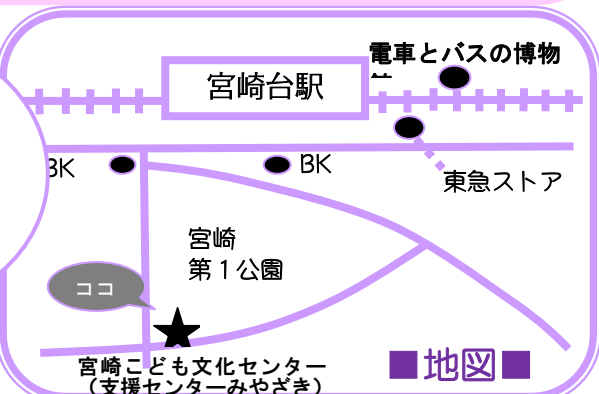 電車とバスの博物
宮崎台駅
BK
BK
東急ストア
宮崎
第1公園
ココ
宮崎こども文化センター
（支援センターみやざき）
■地図■